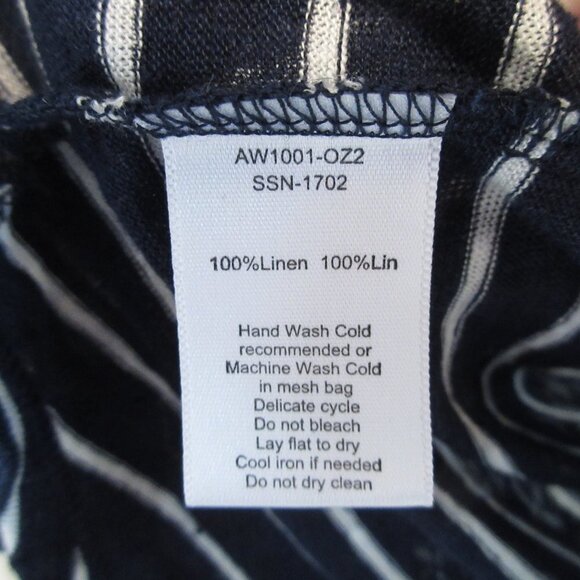 AW1001-OZ2
SSN-1702
100%Linen 100%Lin
Hand Wash Cold
recommended or
Machine Wash Cold
in mesh bag
Delicate cycle
Do not bleach
Lay flat to dry
Cool iron if needed
Do not dry clean